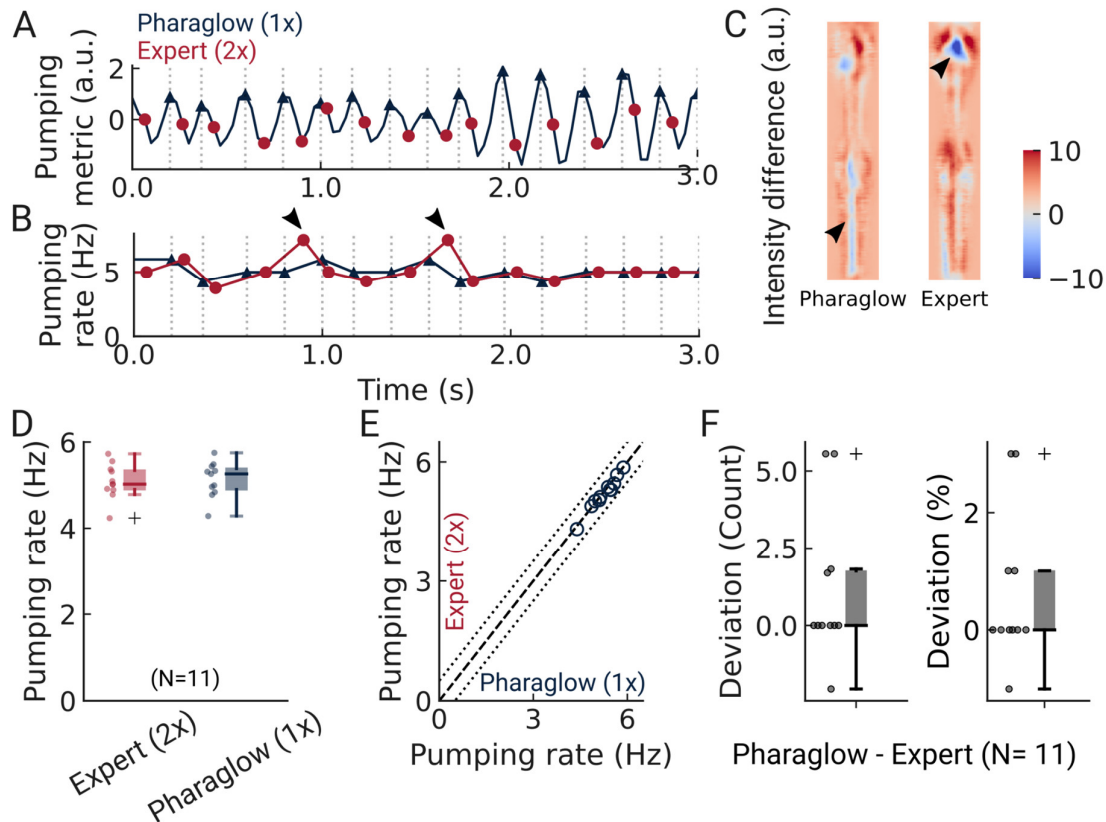 A
Pharaglow (1x)
Expert (2x)
Pumping
metric (a.u.)
2
0
0.0
1.0
2.0
3.0
B
Pumping
rate (Hz)
5
0
0.0
1.0
2.0
3.0
Time (s)
C
Intensity difference (a.u.)
Pharaglow
Expert
10
0
−10
D
Pumping rate (Hz)
6
4
2
0
(N=11)
Expert (2x)
Pharaglow (1x)
E
Pumping rate (Hz)
6
3
0
Expert (2x)
Pharaglow (1x)
0
3
6
Pumping rate (Hz)
F
Deviation (Count)
5.0
2.5
0.0
Deviation (%)
2
0
Pharaglow - Expert (N= 11)